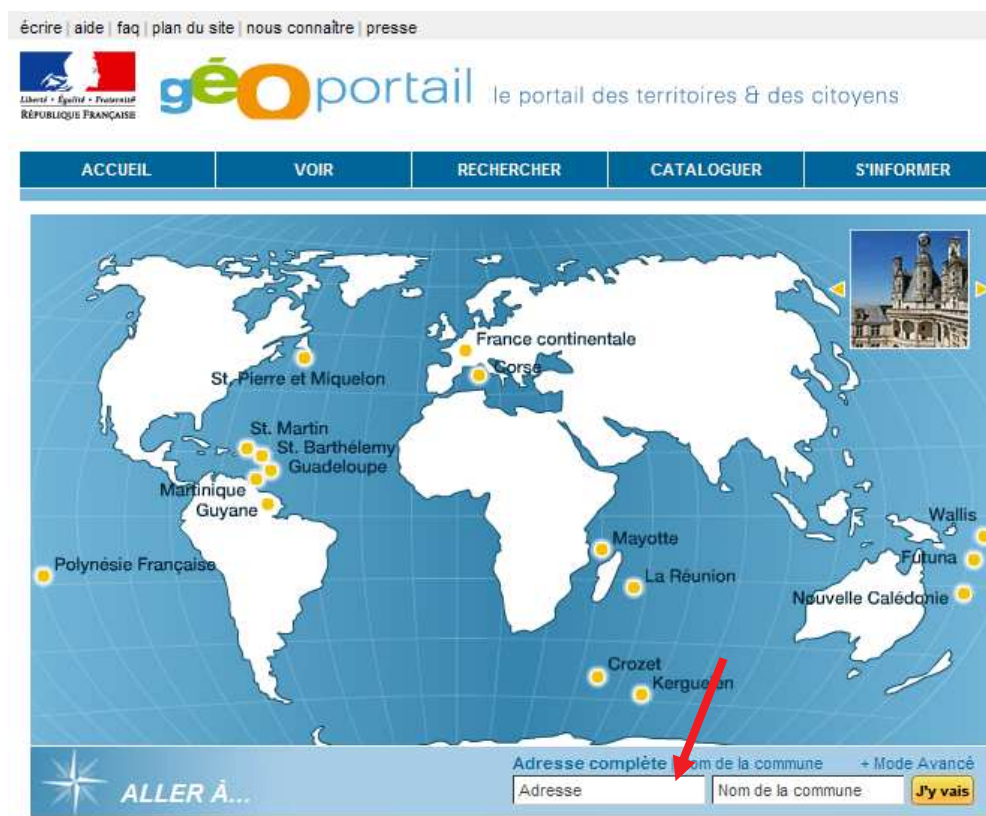 écrire | aide | faq | plan du site | nous connaître | presse
Liberté • Égalité • Fraternité
RÉPUBLIQUE FRANÇAISE
géoportail le portail des territoires & des citoyens
ACCUEIL VOIR RECHERCHER CATALOGUER S'INFORMER
France continentale
Corse
St. Pierre et Miquelon
St. Martin
St. Barthélemy
Guadeloupe
Martinique
Guyane
Wallis
Mayotte
Futuna
Polynésie Française
La Réunion
Nouvelle Calédonie
Crozet
Kerguelen
Adresse complète | Nom de la commune + Mode Avancé
ALLER À...
Adresse Nom de la commune J'y vais